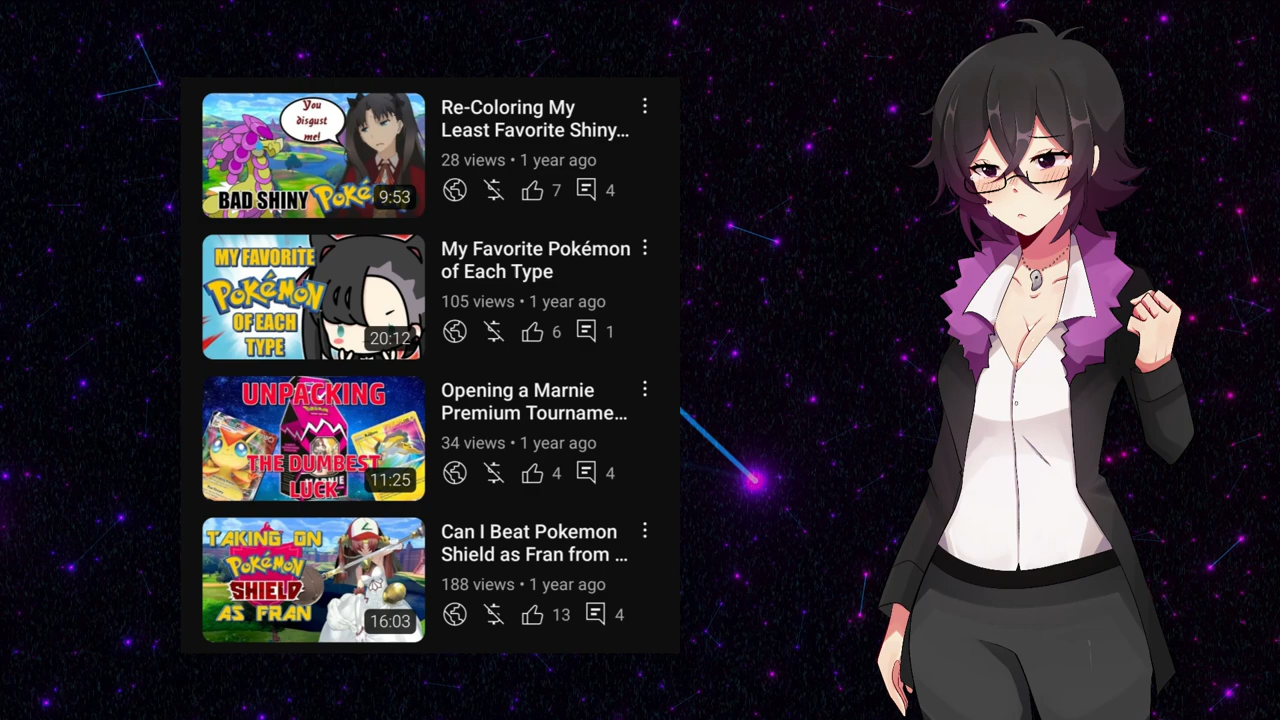 You
disgust
me!
BAD SHINY Poké
9:53
Re-Coloring My
Least Favorite Shiny...
28 views • 1 year ago
7 4
MY FAVORITE
POKéMON
OF EACH
TYPE
20:12
My Favorite Pokémon
of Each Type
105 views • 1 year ago
6 1
UNPACKING
THE DUMBEST
LUCK
MARNIE
11:25
Opening a Marnie
Premium Tourname...
34 views • 1 year ago
4 4
TAKING ON
POKéMON
SHIELD
AS FRAN
16:03
Can I Beat Pokemon
Shield as Fran from ...
188 views • 1 year ago
13 4